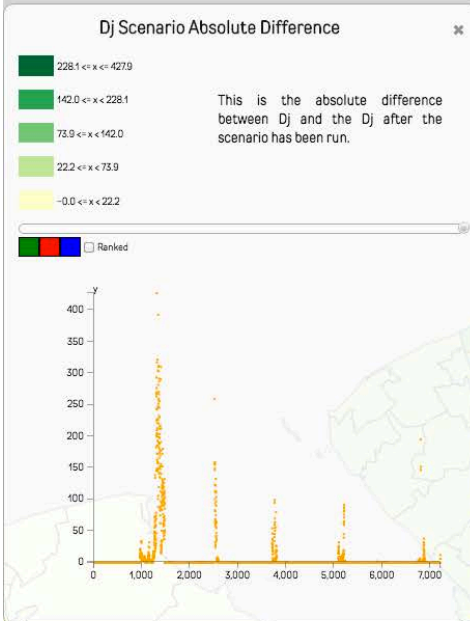 Dj Scenario Absolute Difference
×
228.1 <= x <= 427.9
142.0 <= x < 228.1
73.9 <= x < 142.0
22.2 <= x < 73.9
-0.0 <= x < 22.2
This is the absolute difference
between Dj and the Dj after the
scenario has been run.
Ranked
y
400
350
300
250
200
150
100
50
0
0 1,000 2,000 3,000 4,000 5,000 6,000 7,000